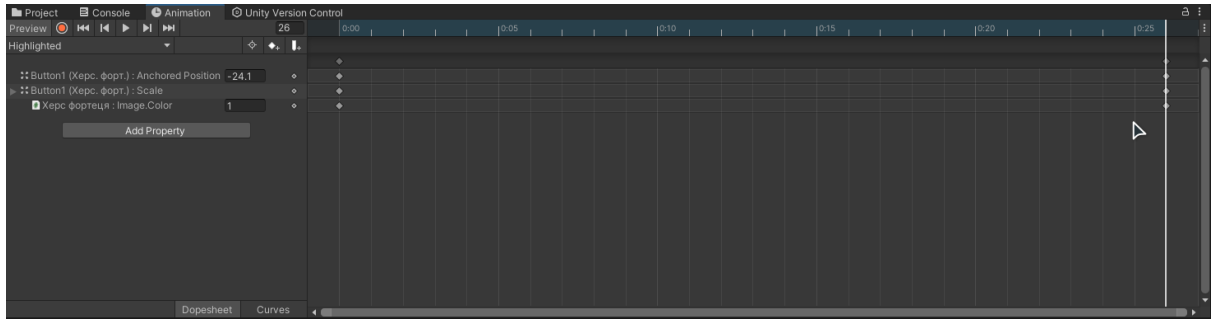 Project Console Animation Unity Version Control
Preview 26 0:00 0:05 0:10 0:15 0:20 0:25
Highlighted
Button1 (Херс. форт.) : Anchored Position -24.1
Button1 (Херс. форт.) : Scale
Херс фортеця : Image.Color 1
Add Property
Dopesheet Curves